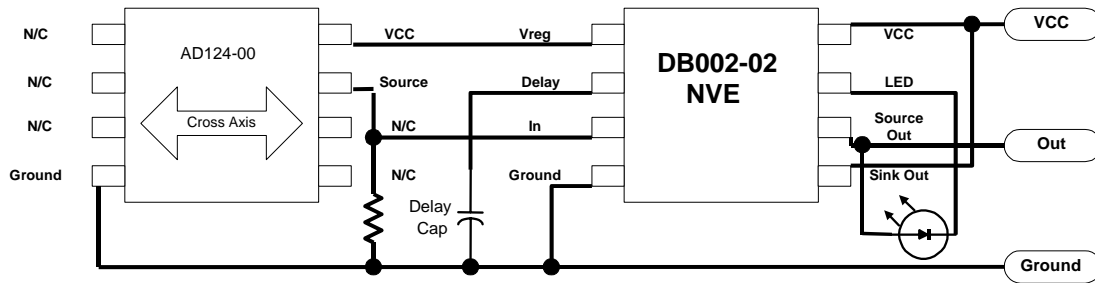 N/C
AD124-00
VCC
Vreg
DB002-02
NVE
VCC
VCC
N/C
Source
Delay
LED
N/C
Cross Axis
N/C
In
Source
Out
Out
Ground
N/C
Ground
Sink Out
Delay
Cap
Ground